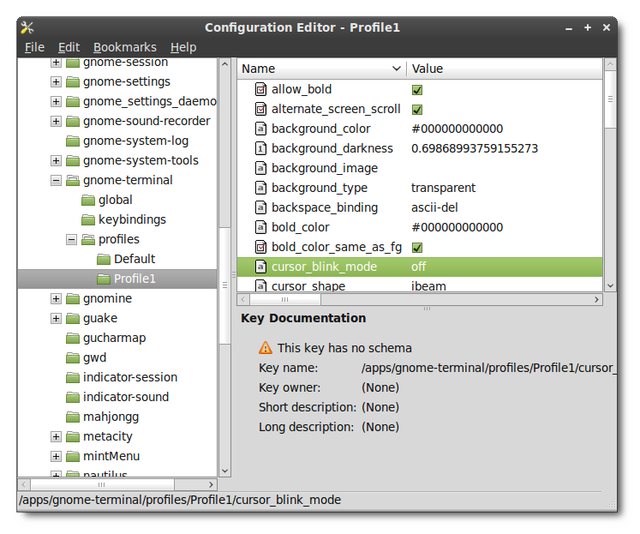 Configuration Editor - Profile1
File Edit Bookmarks Help
gnome-session
gnome-settings
gnome_settings_daemo
gnome-sound-recorder
gnome-system-log
gnome-system-tools
gnome-terminal
global
keybindings
profiles
Default
Profile1
gnomine
guake
gucharmap
gwd
indicator-session
indicator-sound
mahjongg
metacity
mintMenu
nautilus
Name Value
allow_bold
alternate_screen_scroll
background_color #000000000000
background_darkness 0.69868993759155273
background_image
background_type transparent
backspace_binding ascii-del
bold_color #000000000000
bold_color_same_as_fg
cursor_blink_mode off
cursor_shape ibeam
Key Documentation
This key has no schema
Key name: /apps/gnome-terminal/profiles/Profile1/cursor_
Key owner: (None)
Short description: (None)
Long description: (None)
/apps/gnome-terminal/profiles/Profile1/cursor_blink_mode